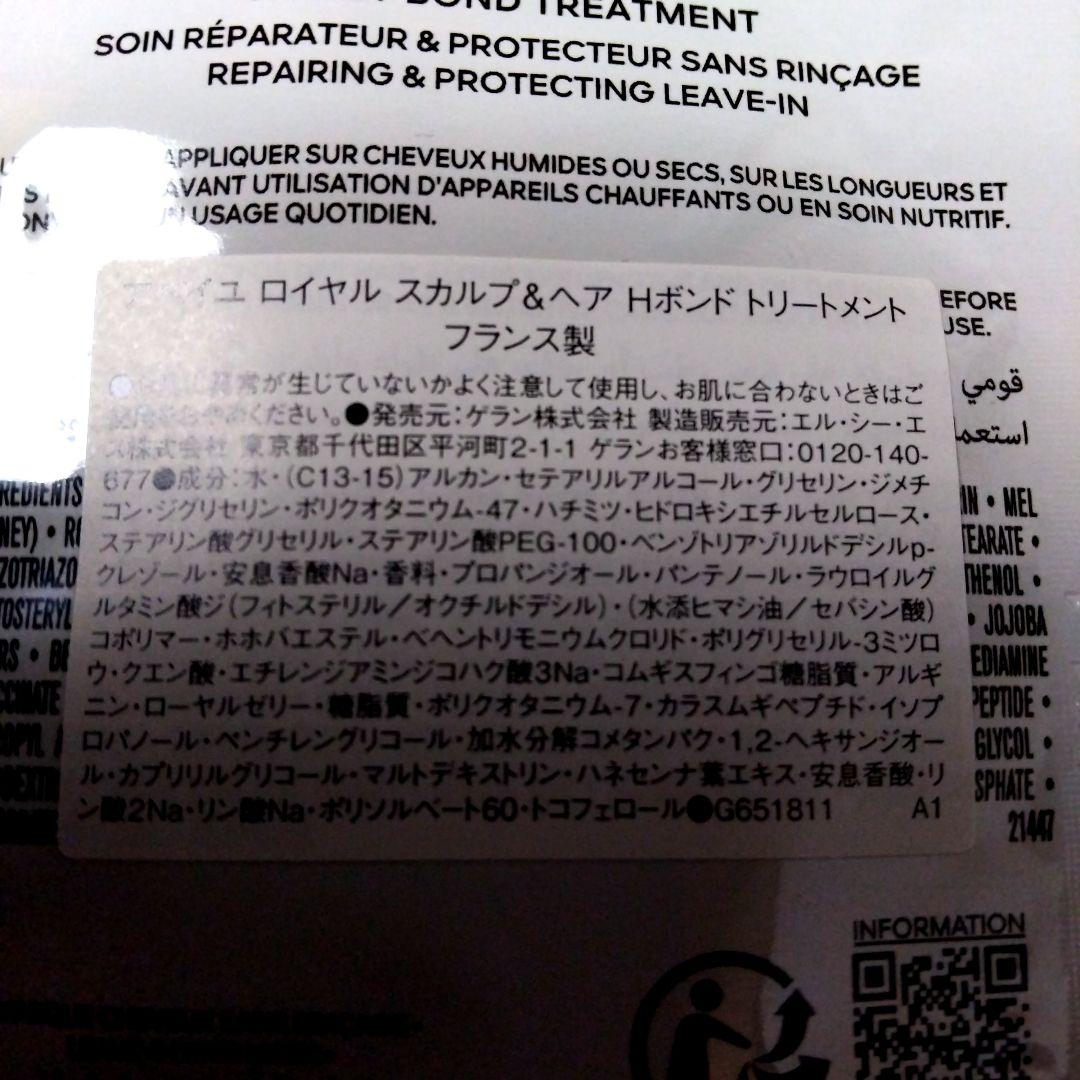 BOND TREATMENT
SOIN RÉPARATEUR & PROTECTEUR SANS RINÇAGE
REPAIRING & PROTECTING LEAVE-IN
APPLIQUER SUR CHEVEUX HUMIDES OU SECS, SUR LES LONGUEURS ET
AVANT UTILISATION D'APPAREILS CHAUFFANTS OU EN SOIN NUTRITIF.
USAGE QUOTIDIEN.
EFORE
USE.
قومي
استعما
ロイヤル スカルプ&ヘア Hボンド トリートメント
フランス製
異常が生じていないかよく注意して使用し、お肌に合わないときはご
ください。●発売元:ゲラン株式会社 製造販売元:エル・シー・エ
ス株式会社 東京都千代田区平河町2-1-1 ゲランお客様窓口:0120-140-
677●成分:水・(C13-15)アルカン・セテアリルアルコール・グリセリン・ジメチ
コン・ジグリセリン・ポリクオタニウム-47・ハチミツ・ヒドロキシエチルセルロース・
ステアリン酸グリセリル・ステアリン酸PEG-100・ベンゾトリアゾリルドデシルp-
クレゾール・安息香酸Na・香料・プロパンジオール・パンテノール・ラウロイルグ
ルタミン酸ジ(フィトステリル/オクチルドデシル)・(水添ヒマシ油/セバシン酸)
コポリマー・ホホバエステル・ベヘントリモニウムクロリド・ポリグリセリル-3ミツロ
ウ・クエン酸・エチレンジアミンジコハク酸3Na・コムギスフィンゴ糖脂質・アルギ
ニン・ローヤルゼリー・糖脂質・ポリクオタニウム-7・カラスムギペプチド・イソプ
ロパノール・ペンチレングリコール・加水分解コメタンパク・1,2-ヘキサンジオー
ル・カプリリルグリコール・マルトデキストリン・ハネセンナ葉エキス・安息香酸・リ
ン酸2Na・リン酸Na・ポリソルベート60・トコフェロール●G651811 A1
REDIENTS
NEY) •
ZOTRIAZO
TOSTERYL
RS •
CCINATE
IN • MEL
TEARATE •
THENOL •
• JOJOBA
EDIAMINE
PEPTIDE •
GLYCOL •
SPHATE •
21447
INFORMATION